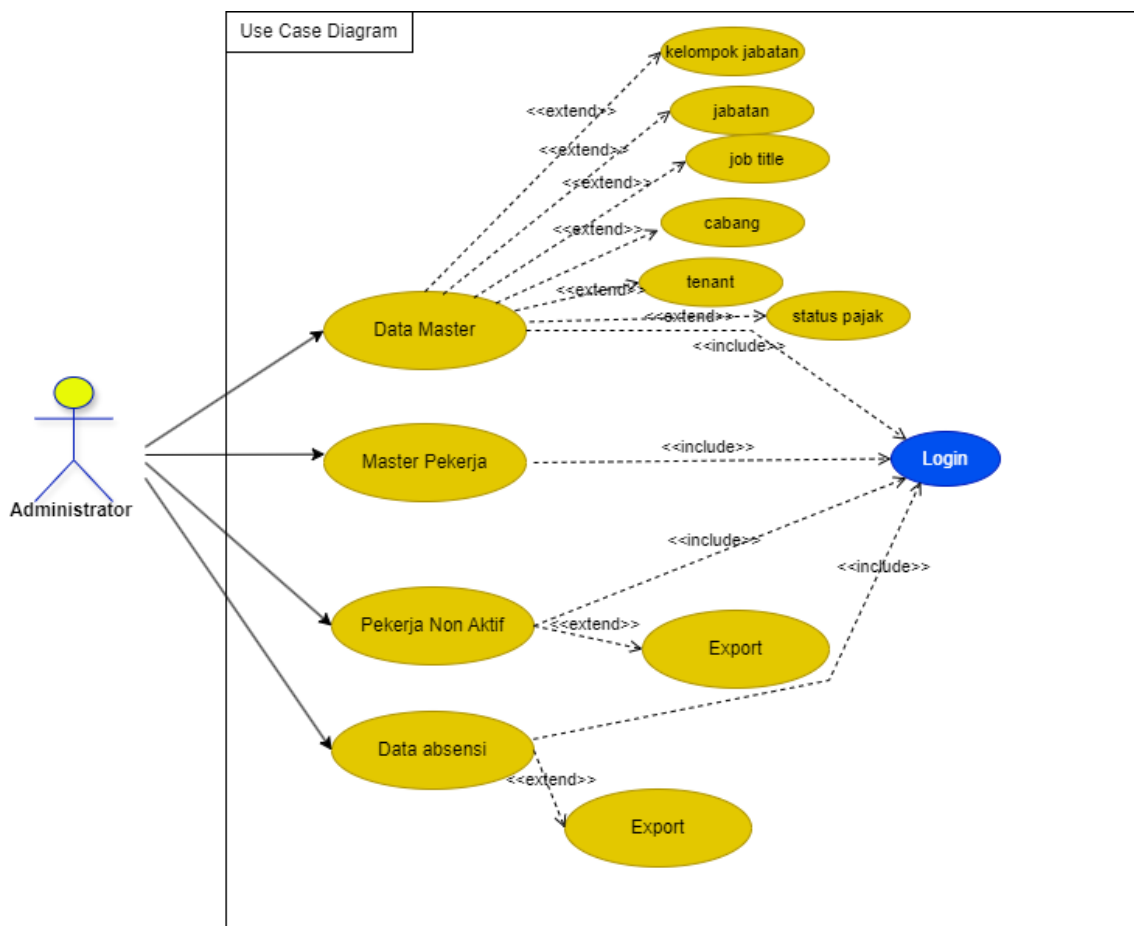 Use Case Diagram
kelompok jabatan
<<extend>>
jabatan
<<extend>>
job title
<<extend>>
cabang
<<extend>>
tenant
<<extend>>
status pajak
<<extend>>
Data Master
<<include>>
Master Pekerja
<<include>>
Login
Administrator
<<include>>
<<include>>
Pekerja Non Aktif
<<extend>>
Export
Data absensi
<<extend>>
Export